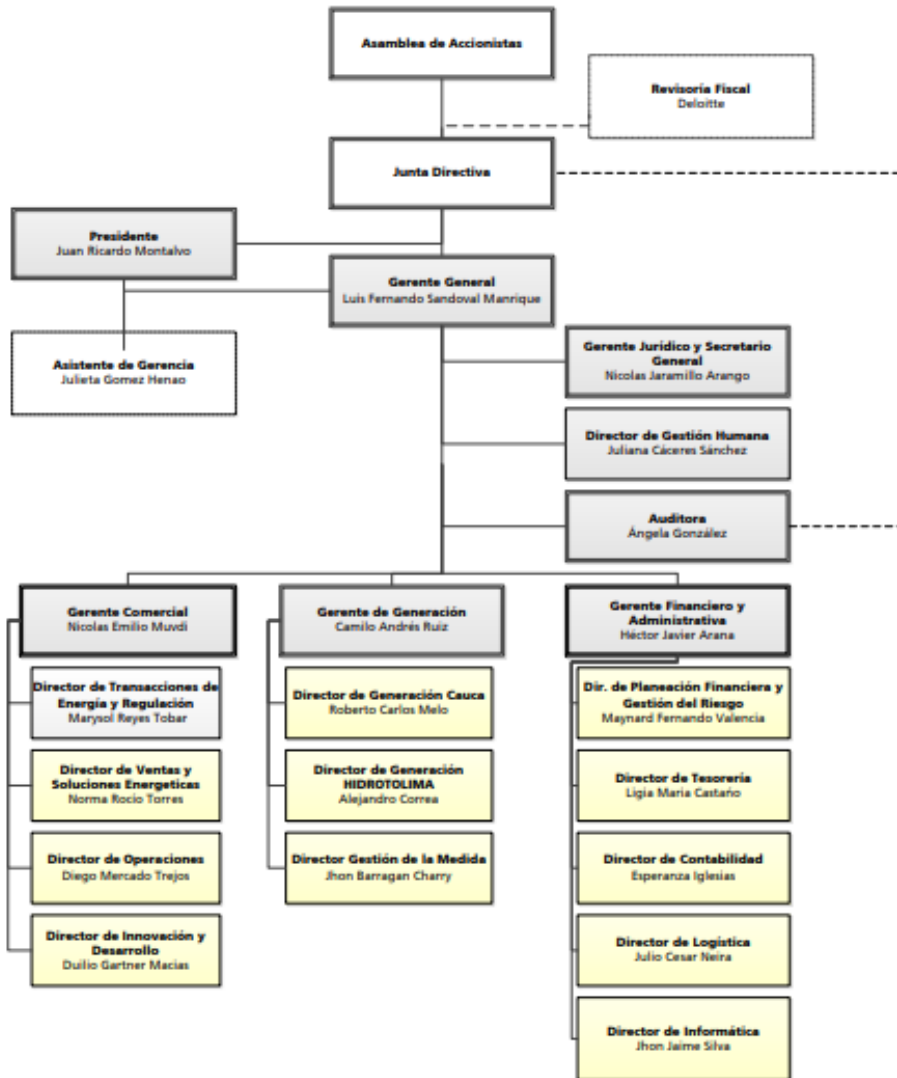 Asamblea de Accionistas
Revisoría Fiscal
Deloitte
Junta Directiva
Presidente
Juan Ricardo Montalvo
Gerente General
Luis Fernando Sandoval Manrique
Asistente de Gerencia
Julieta Gomez Henao
Gerente Jurídico y Secretario
General
Nicolas Jaramillo Arango
Director de Gestión Humana
Juliana Cáceres Sánchez
Auditora
Ángela González
Gerente Comercial
Nicolas Emilio Muvdi
Director de Transacciones de
Energía y Regulación
Marysol Reyes Tobar
Director de Ventas y
Soluciones Energeticas
Norma Rocio Torres
Director de Operaciones
Diego Mercado Trejos
Director de Innovación y
Desarrollo
Duilio Gartner Macias
Gerente de Generación
Camilo Andrés Ruiz
Director de Generación Cauca
Roberto Carlos Melo
Director de Generación
HIDROTOLIMA
Alejandro Correa
Director Gestión de la Medida
Jhon Barragan Charry
Gerente Financiero y
Administrativa
Héctor Javier Arana
Dir. de Planeación Financiera y
Gestión del Riesgo
Maynard Fernando Valencia
Director de Tesorería
Ligia Maria Castaño
Director de Contabilidad
Esperanza Iglesias
Director de Logistica
Julio Cesar Neira
Director de Informática
Jhon Jaime Silva